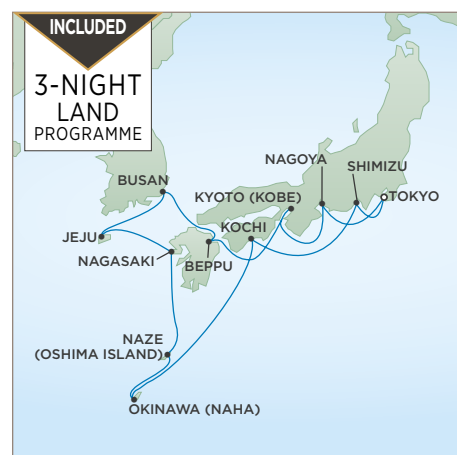 INCLUDED
3-NIGHT
LAND
PROGRAMME
NAGOYA
SHIMIZU
BUSAN
KYOTO (KOBE)
TOKYO
KOCHI
JEJU
NAGASAKI
BEPPU
NAZE
(OSHIMA ISLAND)
OKINAWA (NAHA)